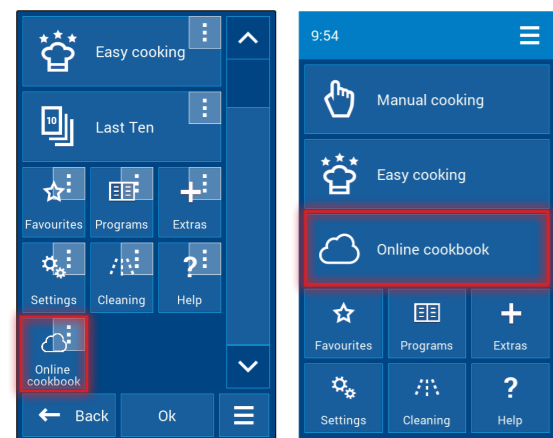 Easy cooking
10
Last Ten
Favourites Programs Extras
Settings Cleaning Help
?
Online
cookbook
Back Ok
9:54
Manual cooking
Easy cooking
Online cookbook
Favourites Programs Extras
?
Settings Cleaning Help